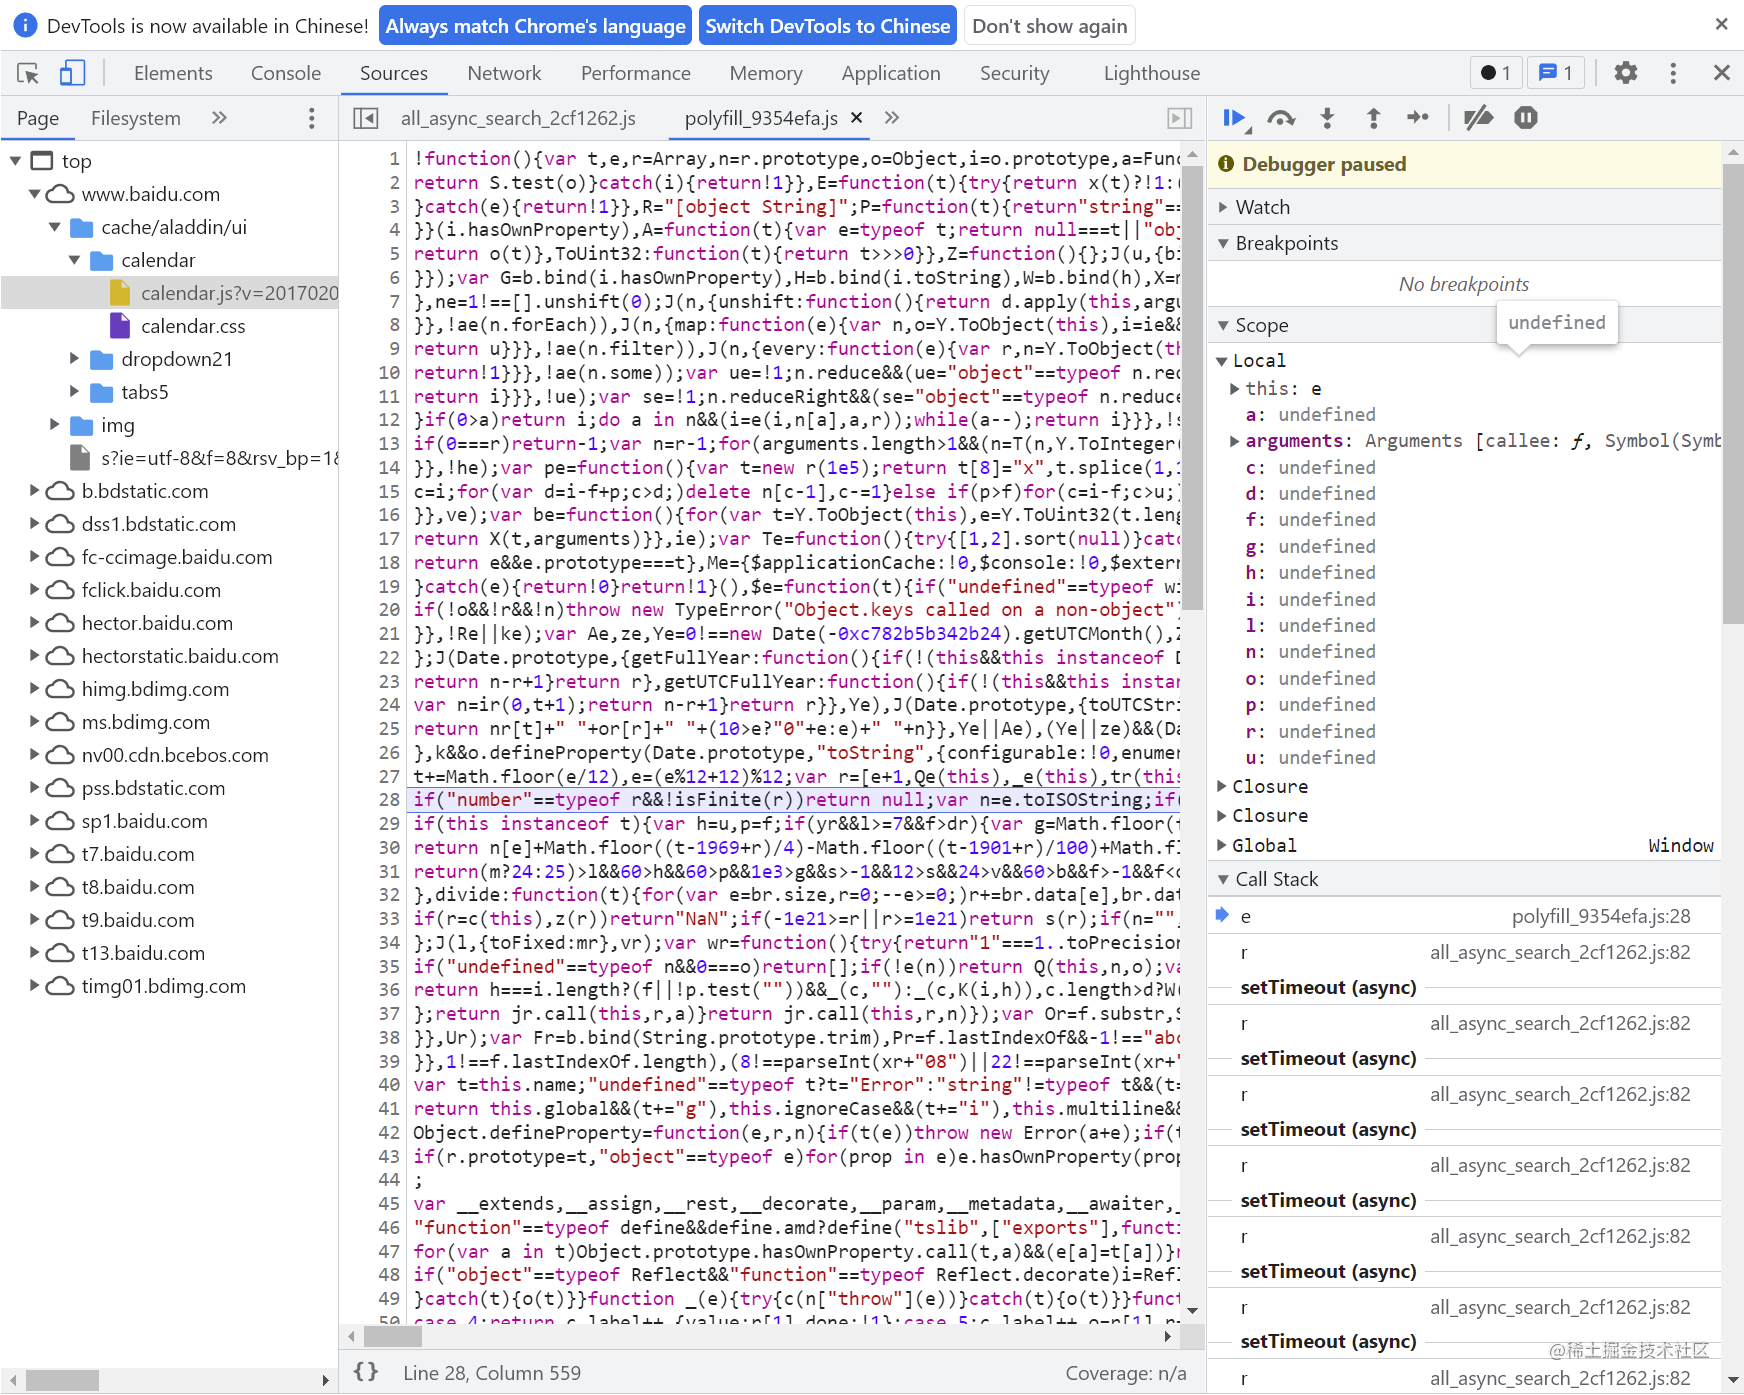 DevTools is now available in Chinese! Always match Chrome's language Switch DevTools to Chinese Don't show again
Elements Console Sources Network Performance Memory Application Security Lighthouse 1 1
Page Filesystem
all_async_search_2cf1262.js polyfill_9354efa.js
top
www.baidu.com
cache/aladdin/ui
calendar
calendar.js?v=2017020
calendar.css
dropdown21
tabs5
img
s?ie=utf-8&f=8&rsv_bp=1&
b.bdstatic.com
dss1.bdstatic.com
fc-ccimage.baidu.com
fclick.baidu.com
hector.baidu.com
hectorstatic.baidu.com
himg.bdimg.com
ms.bdimg.com
nv00.cdn.bcebos.com
pss.bdstatic.com
sp1.baidu.com
t7.baidu.com
t8.baidu.com
t9.baidu.com
t13.baidu.com
timg01.bdimg.com
1 !function(){var t,e,r=Array,n=r.prototype,o=Object,i=o.prototype,a=Func
2 return S.test(o)}catch(i){return!1}},E=function(t){try{return x(t)?!1:(
3 }catch(e){return!1}},R="[object String]";P=function(t){return"string"==
4 }}(i.hasOwnProperty),A=function(t){var e=typeof t;return null===t||"obj
5 return o(t)},ToUint32:function(t){return t>>>0}},Z=function(){};J(u,{bi
6 }});var G=b.bind(i.hasOwnProperty),H=b.bind(i.toString),W=b.bind(h),X=n
7 },ne=1!==[].unshift(0);J(n,{unshift:function(){return d.apply(this,argu
8 }},!ae(n.forEach)),J(n,{map:function(e){var n,o=Y.ToObject(this),i=ie&&
9 return u}}},!ae(n.filter)),J(n,{every:function(e){var r,n=Y.ToObject(th
10 return!1}}},!ae(n.some));var ue=!1;n.reduce&&(ue="object"==typeof n.red
11 return i}}},!ue);var se=!1;n.reduceRight&&(se="object"==typeof n.reduce
12 }if(0>a)return i;do a in n&&(i=e(i,n[a],a,r));while(a--);return i}}},!s
13 if(0===r)return-1;var n=r-1;for(arguments.length>1&&(n=T(n,Y.ToInteger(
14 }},!he);var pe=function(){var t=new r(1e5);return t[8]="x",t.splice(1,1
15 c=i;for(var d=i-f+p;c>d;)delete n[c-1],c-=1}else if(p>f)for(c=i-f;c>u;)
16 }},ve);var be=function(){for(var t=Y.ToObject(this),e=Y.ToUint32(t.leng
17 return X(t,arguments)}},ie);var Te=function(){try{[1,2].sort(null)}catc
18 return e&&e.prototype===t},Me={$applicationCache:!0,$console:!0,$extern
19 }catch(e){return!0}return!1}(),$e=function(t){if("undefined"==typeof wi
20 if(!o&&!r&&!n)throw new TypeError("Object.keys called on a non-object")
21 }},!Re||ke);var Ae,ze,Ye=0!==new Date(-0xc782b5b342b24).getUTCMonth(),Z
22 };J(Date.prototype,{getFullYear:function(){if(!(this&&this instanceof D
23 return n-r+1}return r},getUTCFullYear:function(){if(!(this&&this instan
24 var n=ir(0,t+1);return n-r+1}return r}},Ye),J(Date.prototype,{toUTCStri
25 return nr[t]+" "+or[r]+" "+(10>e?"0"+e:e)+" "+n}},Ye||Ae),(Ye||ze)&&(Da
26 },k&&o.defineProperty(Date.prototype,"toString",{configurable:!0,enumer
27 t+=Math.floor(e/12),e=(e%12+12)%12;var r=[e+1,Qe(this),_e(this),tr(this
28 if("number"==typeof r&&!isFinite(r))return null;var n=e.toISOString;if(
29 if(this instanceof t){var h=u,p=f;if(yr&&l>=7&&f>dr){var g=Math.floor(f
30 return n[e]+Math.floor((t-1969+r)/4)-Math.floor((t-1901+r)/100)+Math.fl
31 return(m?24:25)>l&&60>h&&60>p&&1e3>g&&s>-1&&12>s&&24>v&&60>b&&f>-1&&f<c
32 },divide:function(t){for(var e=br.size,r=0;--e>=0;)r+=br.data[e],br.dat
33 if(r=c(this),z(r))return"NaN";if(-1e21>=r||r>=1e21)return s(r);if(n="",
34 };J(l,{toFixed:mr},vr);var wr=function(){try{return"1"===1..toPrecision
35 if("undefined"==typeof n&&0===o)return[];if(!e(n))return Q(this,n,o);va
36 return h===i.length?(f||!p.test(""))&&_(c,""):_(c,K(i,h)),c.length>d?W(
37 };return jr.call(this,r,a)}return jr.call(this,r,n)});var Or=f.substr,S
38 }},Ur);var Fr=b.bind(String.prototype.trim),Pr=f.lastIndexOf&&-1!=="abc
39 }},1!==f.lastIndexOf.length),(8!==parseInt(xr+"08")||22!==parseInt(xr+"
40 var t=this.name;"undefined"==typeof t?t="Error":"string"!=typeof t&&(t=
41 return this.global&&(t+="g"),this.ignoreCase&&(t+="i"),this.multiline&&
42 Object.defineProperty=function(e,r,n){if(t(e))throw new Error(a+e);if(t
43 if(r.prototype=t,"object"==typeof e)for(prop in e)e.hasOwnProperty(prop
44 ;
45 var __extends,__assign,__rest,__decorate,__param,__metadata,__awaiter,_
46 "function"==typeof define&&define.amd?define("tslib",["exports"],functi
47 for(var a in t)Object.prototype.hasOwnProperty.call(t,a)&&(e[a]=t[a])}r
48 if("object"==typeof Reflect&&"function"==typeof Reflect.decorate)i=Refl
49 }catch(t){o(t)}}function _(e){try{c(n["throw"](e))}catch(t){o(t)}}funct
50 case 4:return c.label++,{value:r[1],done:!1};case 5:c.label++,o=r[1],r=
{} Line 28, Column 559 Coverage: n/a
Debugger paused
Watch
Breakpoints
No breakpoints
Scope
undefined
Local
this: e
a: undefined
arguments: Arguments [callee: ƒ, Symbol(Symb
c: undefined
d: undefined
f: undefined
g: undefined
h: undefined
i: undefined
l: undefined
n: undefined
o: undefined
p: undefined
r: undefined
u: undefined
Closure
Closure
Global Window
Call Stack
e polyfill_9354efa.js:28
r all_async_search_2cf1262.js:82
setTimeout (async)
r all_async_search_2cf1262.js:82
setTimeout (async)
r all_async_search_2cf1262.js:82
setTimeout (async)
r all_async_search_2cf1262.js:82
setTimeout (async)
r all_async_search_2cf1262.js:82
setTimeout (async)
r all_async_search_2cf1262.js:82
setTimeout (async)
@稀土掘金技术社区
r all_async_search_2cf1262.js:82